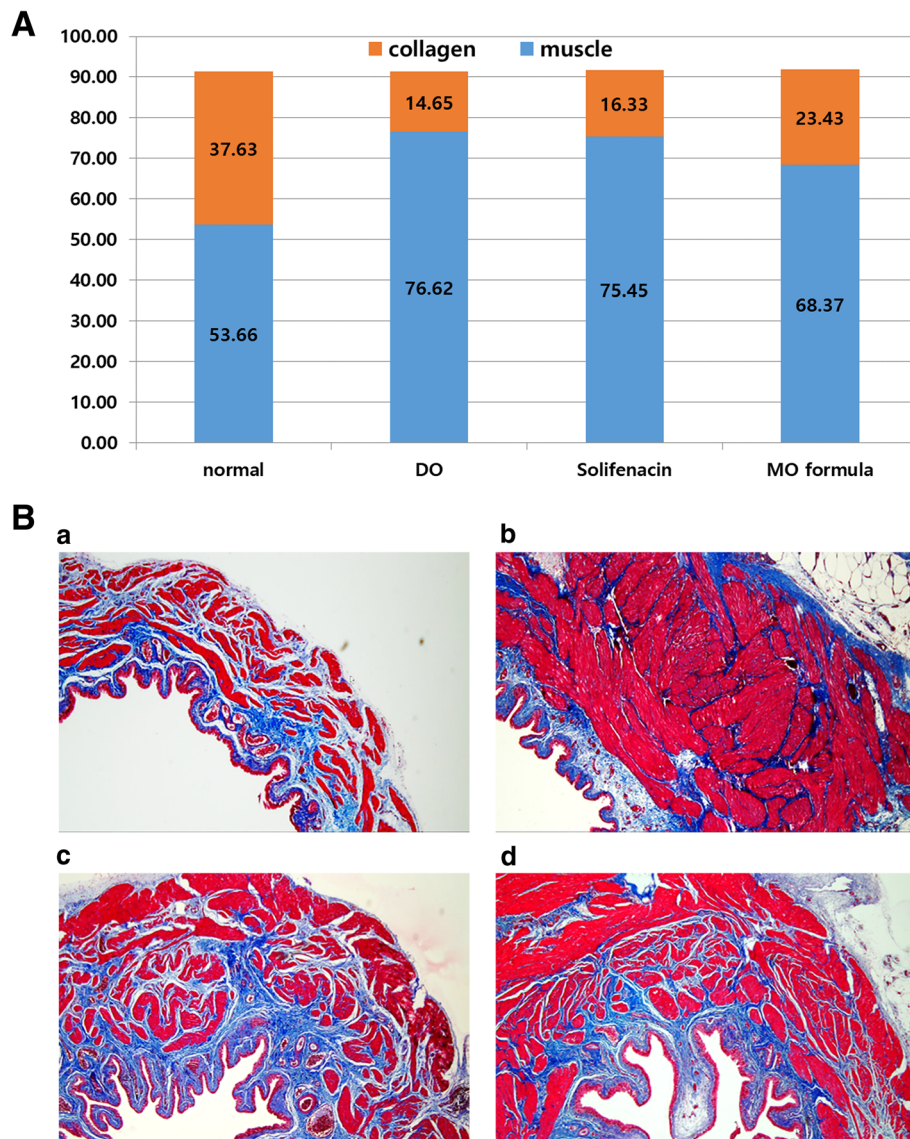 A
100.00
collagen muscle
90.00
80.00
70.00
60.00
50.00
40.00
30.00
20.00
10.00
0.00
37.63 14.65 16.33 23.43
53.66 76.62 75.45 68.37
normal DO Solifenacin MO formula
B
a b
c d